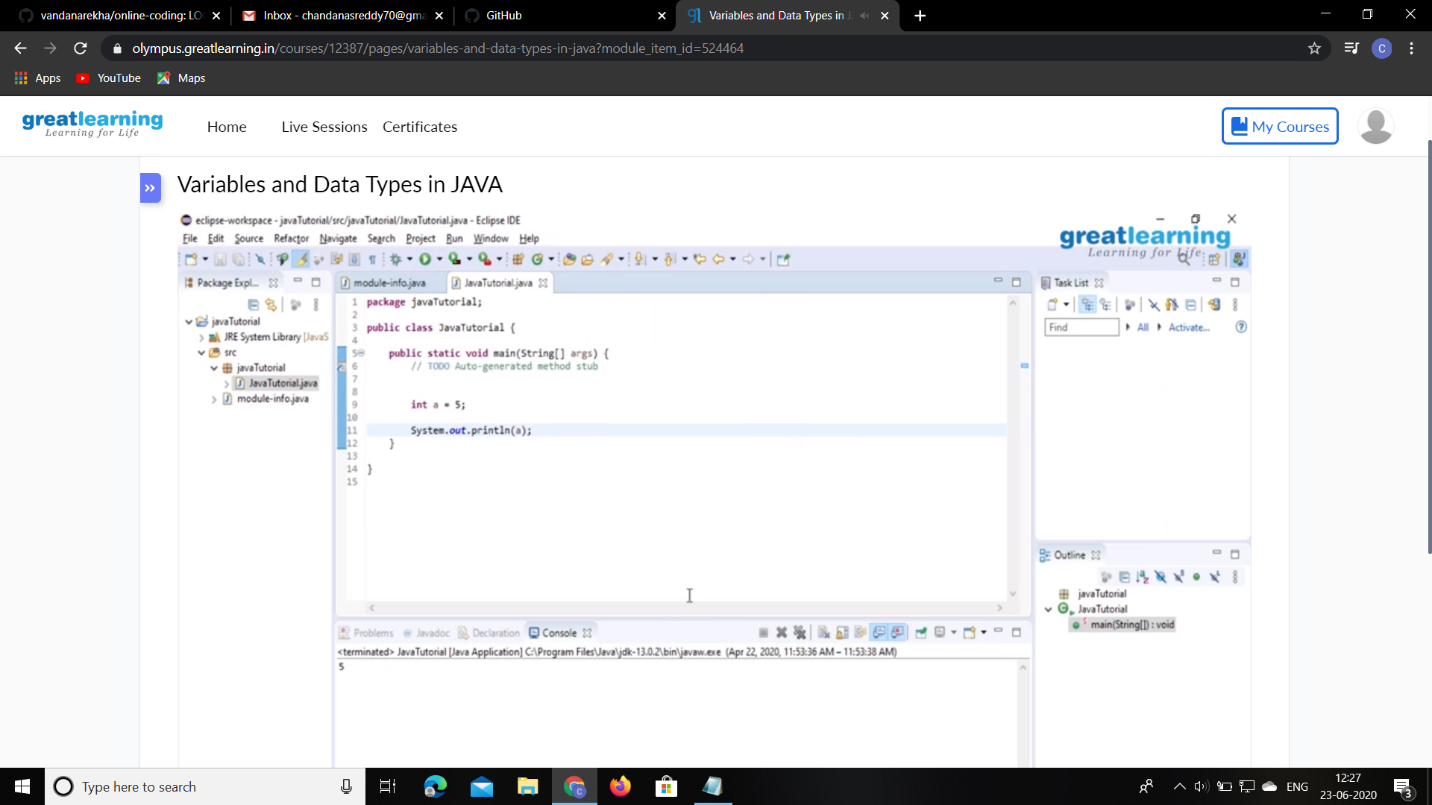 vandanarekha/online-coding: LO
Inbox - chandanasreddy70@gma
GitHub
Variables and Data Types in J
olympus.greatlearning.in/courses/12387/pages/variables-and-data-types-in-java?module_item_id=524464
C
Apps
YouTube
Maps
greatlearning
Learning for Life
Home
Live Sessions
Certificates
My Courses
Variables and Data Types in JAVA
eclipse-workspace - javaTutorial/src/javaTutorial/JavaTutorial.java - Eclipse IDE
File Edit Source Refactor Navigate Search Project Run Window Help
greatlearning
Learning for Life
Package Expl...
module-info.java
JavaTutorial.java
Task List
javaTutorial
JRE System Library [JavaS
src
javaTutorial
JavaTutorial.java
module-info.java
1 package javaTutorial;
2
3 public class JavaTutorial {
4
5 public static void main(String[] args) {
6 // TODO Auto-generated method stub
7
8
9 int a = 5;
10
11 System.out.println(a);
12 }
13
14 }
15
Find
All
Activate...
Outline
javaTutorial
JavaTutorial
main(String[]) : void
Problems
Javadoc
Declaration
Console
<terminated> JavaTutorial [Java Application] C:\Program Files\Java\jdk-13.0.2\bin\javaw.exe (Apr 22, 2020, 11:53:36 AM – 11:53:38 AM)
5
Type here to search
ENG
12:27
23-06-2020
3